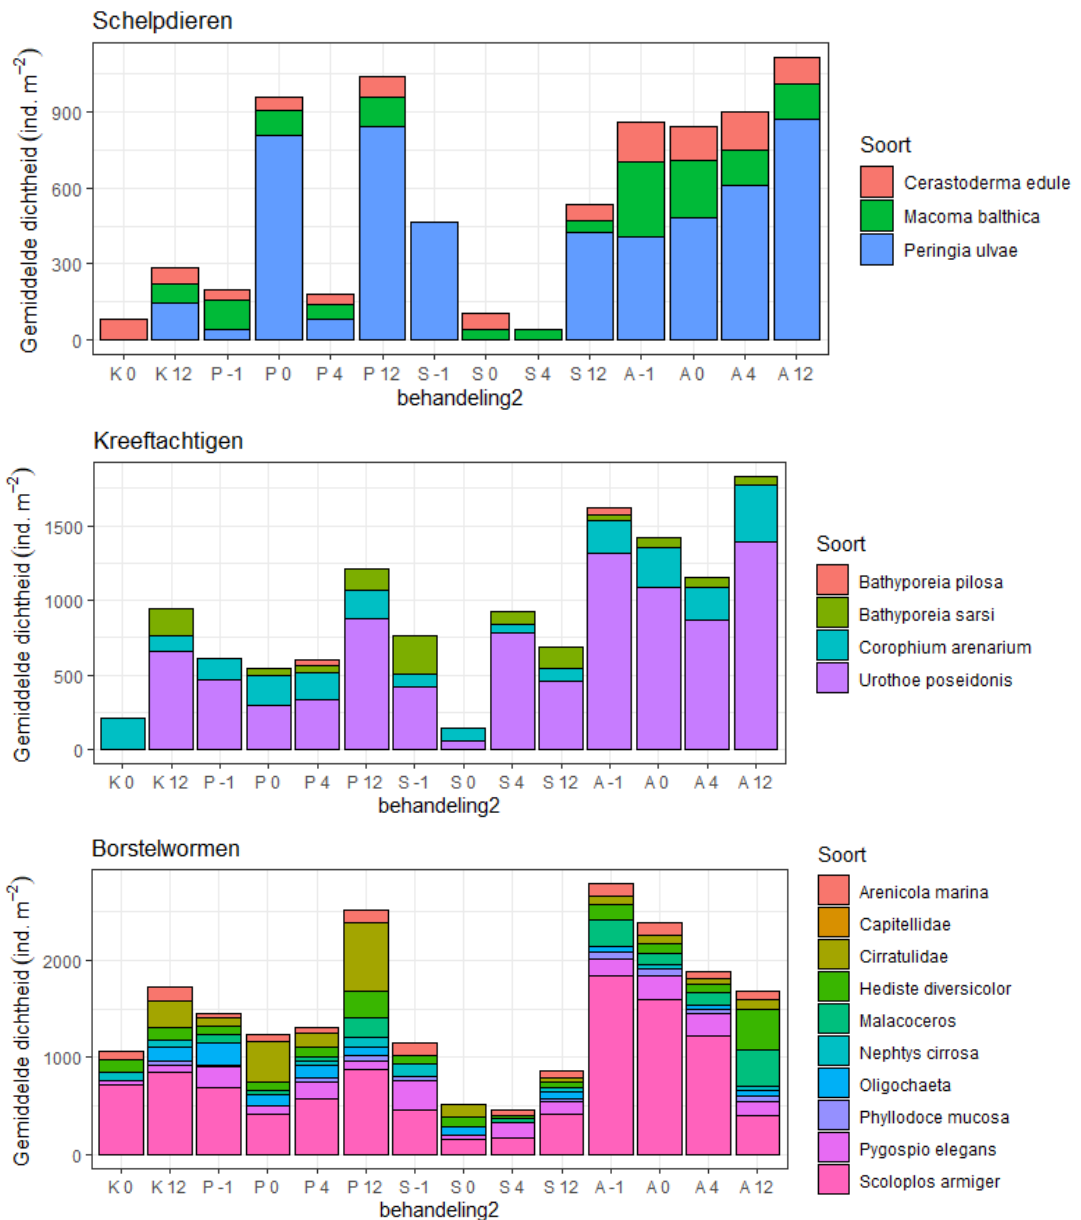 Schelpdieren
Gemiddelde dichtheid (ind. m⁻²)
900
600
300
0
K 0 K 12 P -1 P 0 P 4 P 12 S -1 S 0 S 4 S 12 A -1 A 0 A 4 A 12
behandeling2
Soort
Cerastoderma edule
Macoma balthica
Peringia ulvae
Kreeftachtigen
Gemiddelde dichtheid (ind. m⁻²)
1500
1000
500
0
K 0 K 12 P -1 P 0 P 4 P 12 S -1 S 0 S 4 S 12 A -1 A 0 A 4 A 12
behandeling2
Soort
Bathyporeia pilosa
Bathyporeia sarsi
Corophium arenarium
Urothoe poseidonis
Borstelwormen
Gemiddelde dichtheid (ind. m⁻²)
2000
1000
0
K 0 K 12 P -1 P 0 P 4 P 12 S -1 S 0 S 4 S 12 A -1 A 0 A 4 A 12
behandeling2
Soort
Arenicola marina
Capitellidae
Cirratulidae
Hediste diversicolor
Malacoceros
Nephtys cirrosa
Oligochaeta
Phyllodoce mucosa
Pygospio elegans
Scoloplos armiger